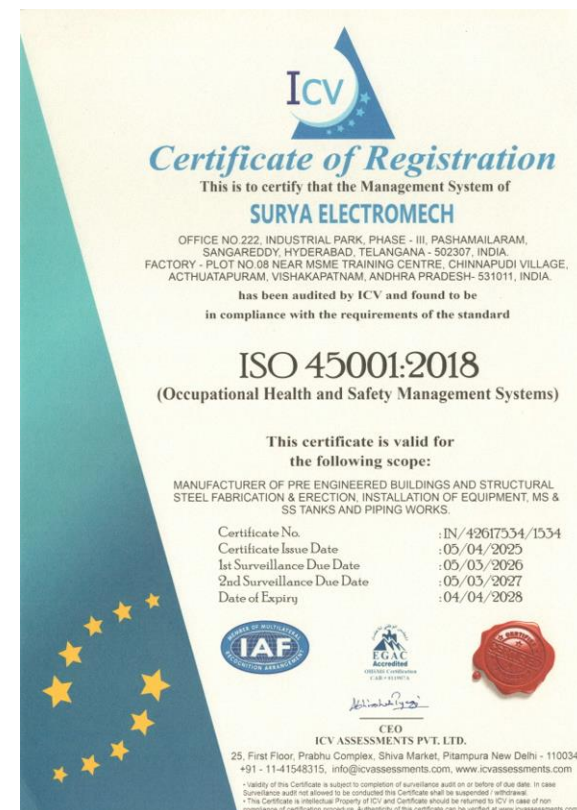 Icv
Certificate of Registration
This is to certify that the Management System of
SURYA ELECTROMECH
OFFICE NO.222, INDUSTRIAL PARK, PHASE - III, PASHAMAILARAM,
SANGAREDDY, HYDERABAD, TELANGANA - 502307, INDIA.
FACTORY - PLOT NO.08 NEAR MSME TRAINING CENTRE, CHINNAPUDI VILLAGE,
ACTHUATAPURAM, VISHAKAPATNAM, ANDHRA PRADESH- 531011, INDIA.
has been audited by ICV and found to be
in compliance with the requirements of the standard
ISO 45001:2018
(Occupational Health and Safety Management Systems)
This certificate is valid for
the following scope:
MANUFACTURER OF PRE ENGINEERED BUILDINGS AND STRUCTURAL
STEEL FABRICATION & ERECTION, INSTALLATION OF EQUIPMENT, MS &
SS TANKS AND PIPING WORKS.
Certificate No. : IN/42617534/1534
Certificate Issue Date : 05/04/2025
1st Surveillance Due Date : 05/03/2026
2nd Surveillance Due Date : 05/03/2027
Date of Expiry : 04/04/2028
MEMBER OF MULTILATERAL
IAF
RECOGNITION ARRANGEMENT
EGAC
Accredited
CERTIFIED
CEO
ICV ASSESSMENTS PVT. LTD.
25, First Floor, Prabhu Complex, Shiva Market, Pitampura New Delhi - 110034
+91 - 11-41548315, info@icvassessments.com, www.icvassessments.com
- Validity of this Certificate is subject to completion of surveillance audit on or before of due date. In case
Surveillance audit not allowed to be conducted this Certificate shall be suspended / withdrawal.
- This Certificate is intellectual Property of ICV and Certificate should be returned to ICV in case of non